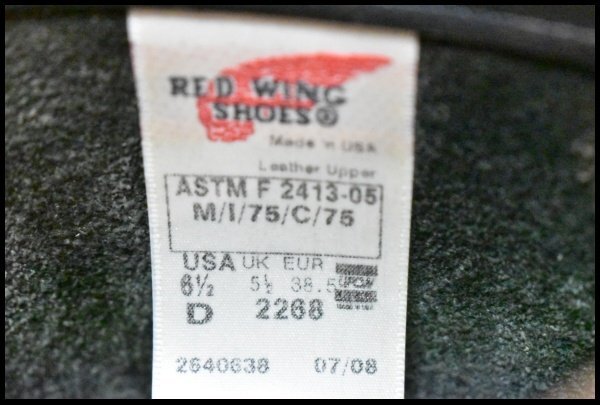 RED WING
SHOES®
Made in USA
Leather Upper
ASTM F 2413-05
M/I/75/C/75
USA UK EUR
6½ 5½ 38.5
D 2268
2640638 07/08